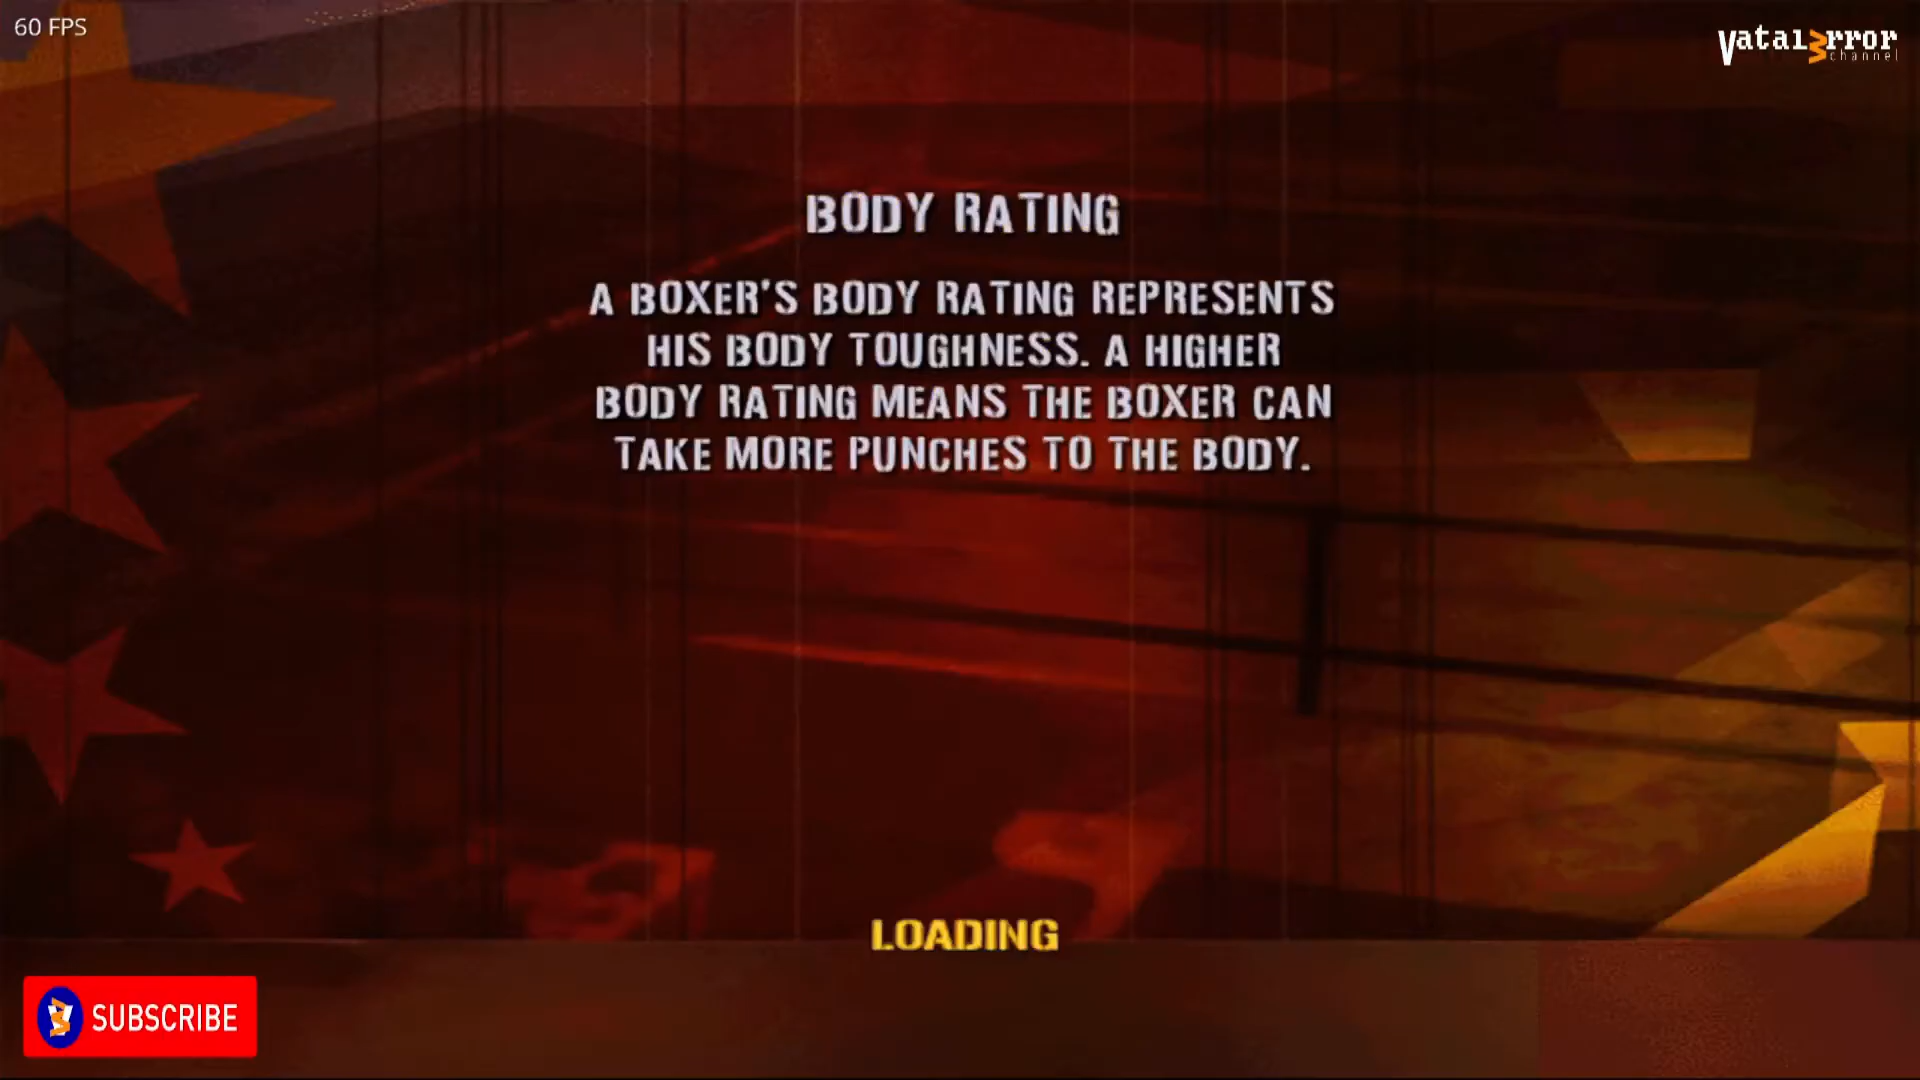 60 FPS
Vatal3rror
channel
BODY RATING
A BOXER'S BODY RATING REPRESENTS
HIS BODY TOUGHNESS. A HIGHER
BODY RATING MEANS THE BOXER CAN
TAKE MORE PUNCHES TO THE BODY.
LOADING
SUBSCRIBE